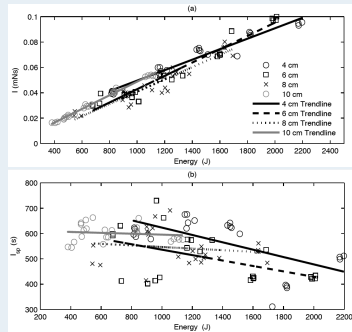 (a)
0.1
0.08
0.06
0.04
0.02
0
I (mNs)
4 cm
6 cm
8 cm
10 cm
4 cm Trendline
6 cm Trendline
8 cm Trendline
10 cm Trendline
400 600 800 1000 1200 1400 1600 1800 2000 2200
Energy (J)
(b)
800
700
600
500
400
300
I_sp (s)
200 400 600 800 1000 1200 1400 1600 1800 2000 2200
Energy (J)